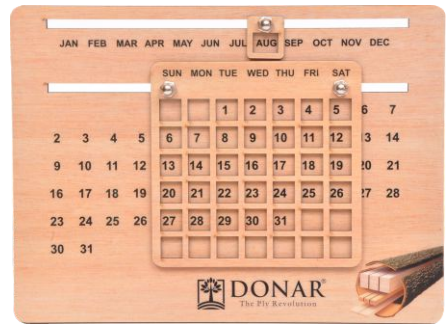 JAN FEB MAR APR MAY JUN JUL AUG SEP OCT NOV DEC
SUN MON TUE WED THU FRI SAT
1 2 3 4 5 6 7
2 3 4 5 6 7 8 9 10 11 12 13 14
9 10 11 12 13 14 15 16 17 18 19 20 21
16 17 18 19 20 21 22 23 24 25 26 27 28
23 24 25 26 27 28 29 30 31
30 31
DONAR®
The Ply Revolution